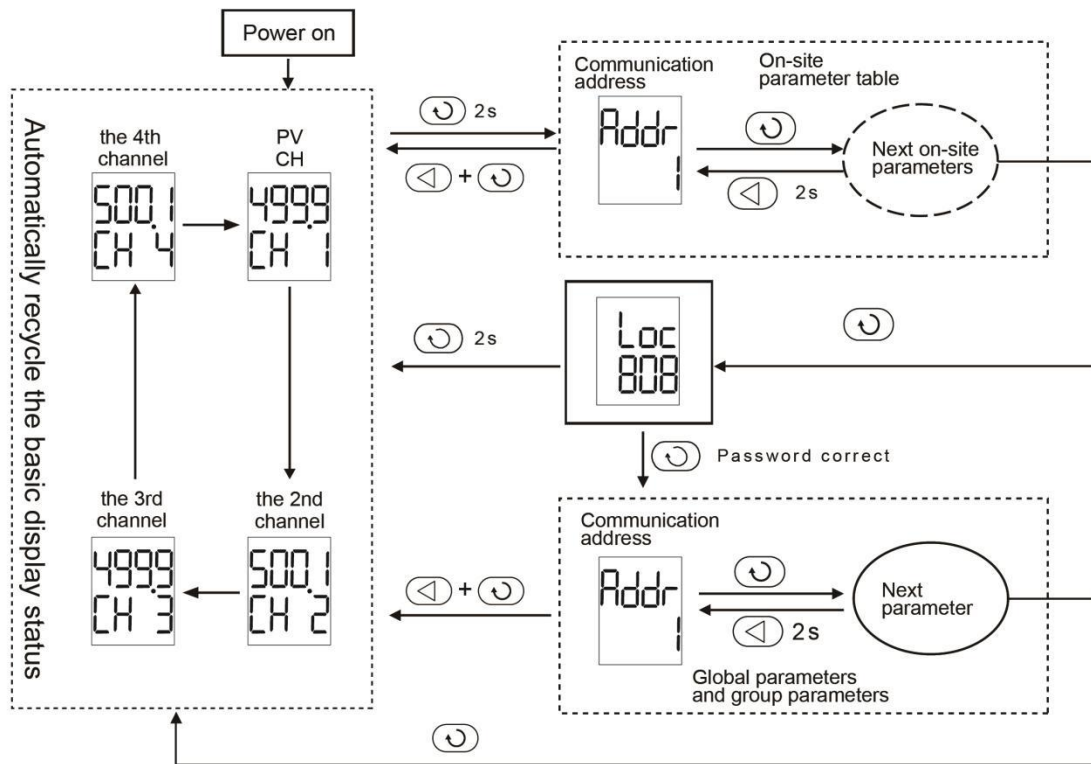 Power on
Automatically recycle the basic display status
the 4th
channel
500.1
CH 4
PV
CH
499.9
CH 1
the 3rd
channel
499.9
CH 3
the 2nd
channel
500.1
CH 2
2s
+
Communication
address
Addr
1
On-site
parameter table
2s
Next on-site
parameters
2s
Loc
808
Password correct
+
Communication
address
Addr
1
2s
Next
parameter
Global parameters
and group parameters